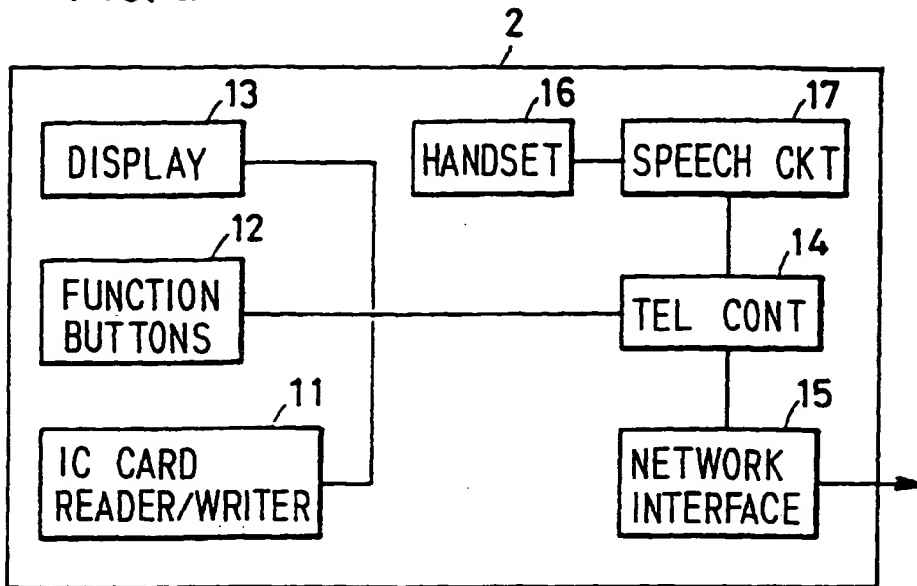 2
13
DISPLAY
16
HANDSET
17
SPEECH CKT
12
FUNCTION
BUTTONS
14
TEL CONT
11
IC CARD
READER/WRITER
15
NETWORK
INTERFACE